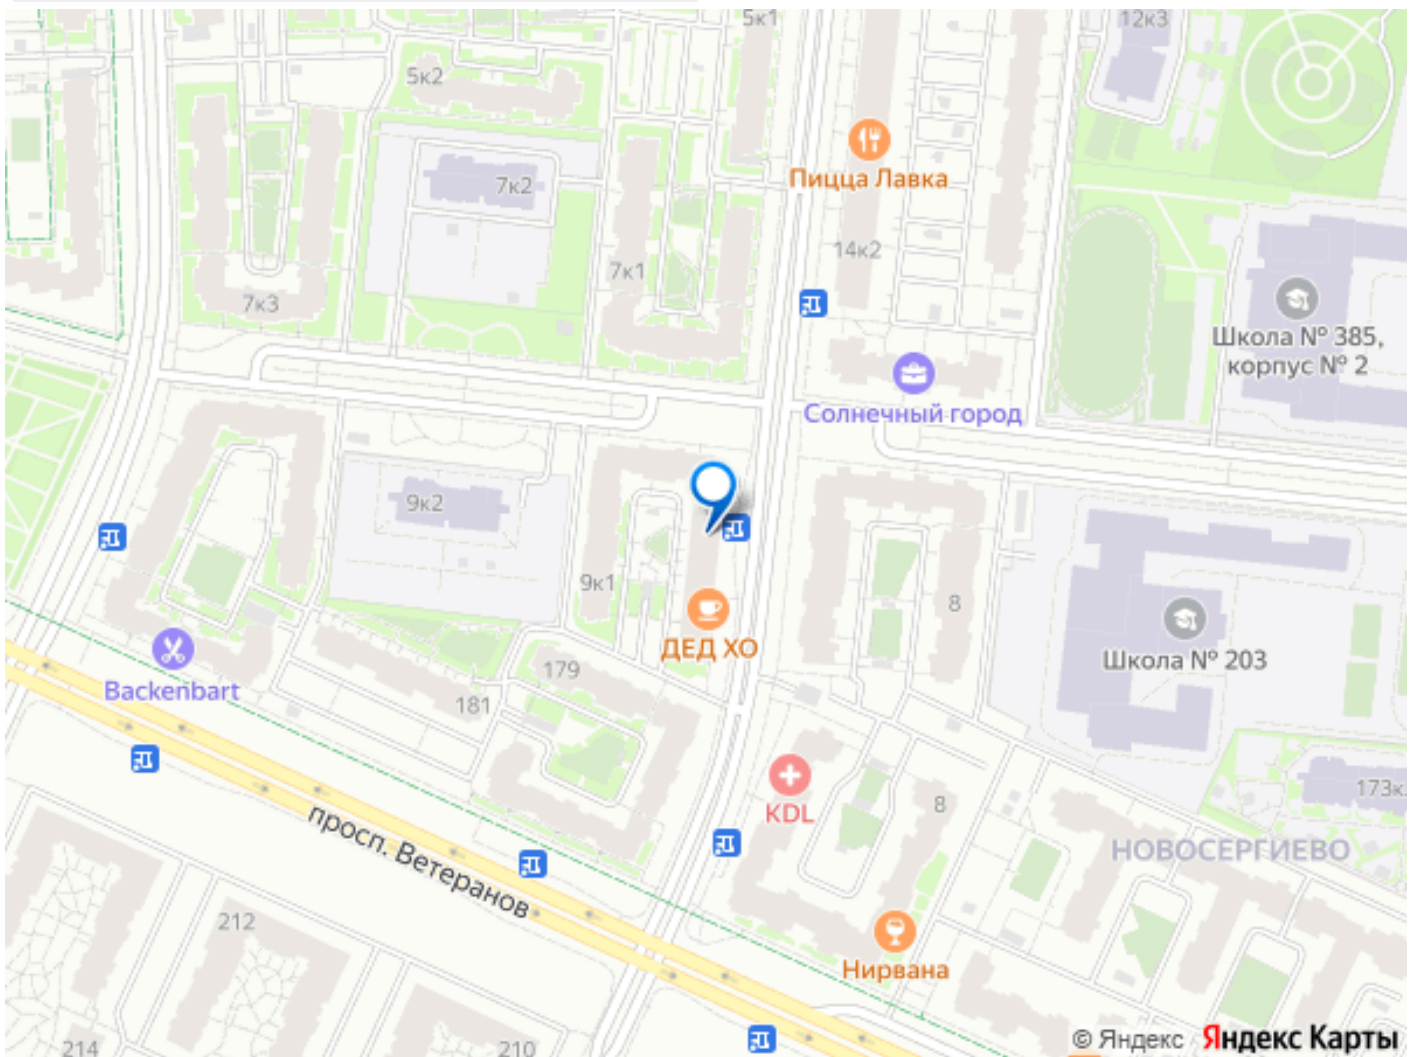 5к1
12к3
5к2
Пицца Лавка
7к2
14к2
7к1
7к3
Школа № 385,
корпус № 2
Солнечный город
9к2
9к1
8
ДЕД ХО
Школа № 203
179
Backenbart
181
173к
KDL
8
просп. Ветеранов
НОВОСЕРГИЕВО
212
Нирвана
214
210
© Яндекс Яндекс Карты